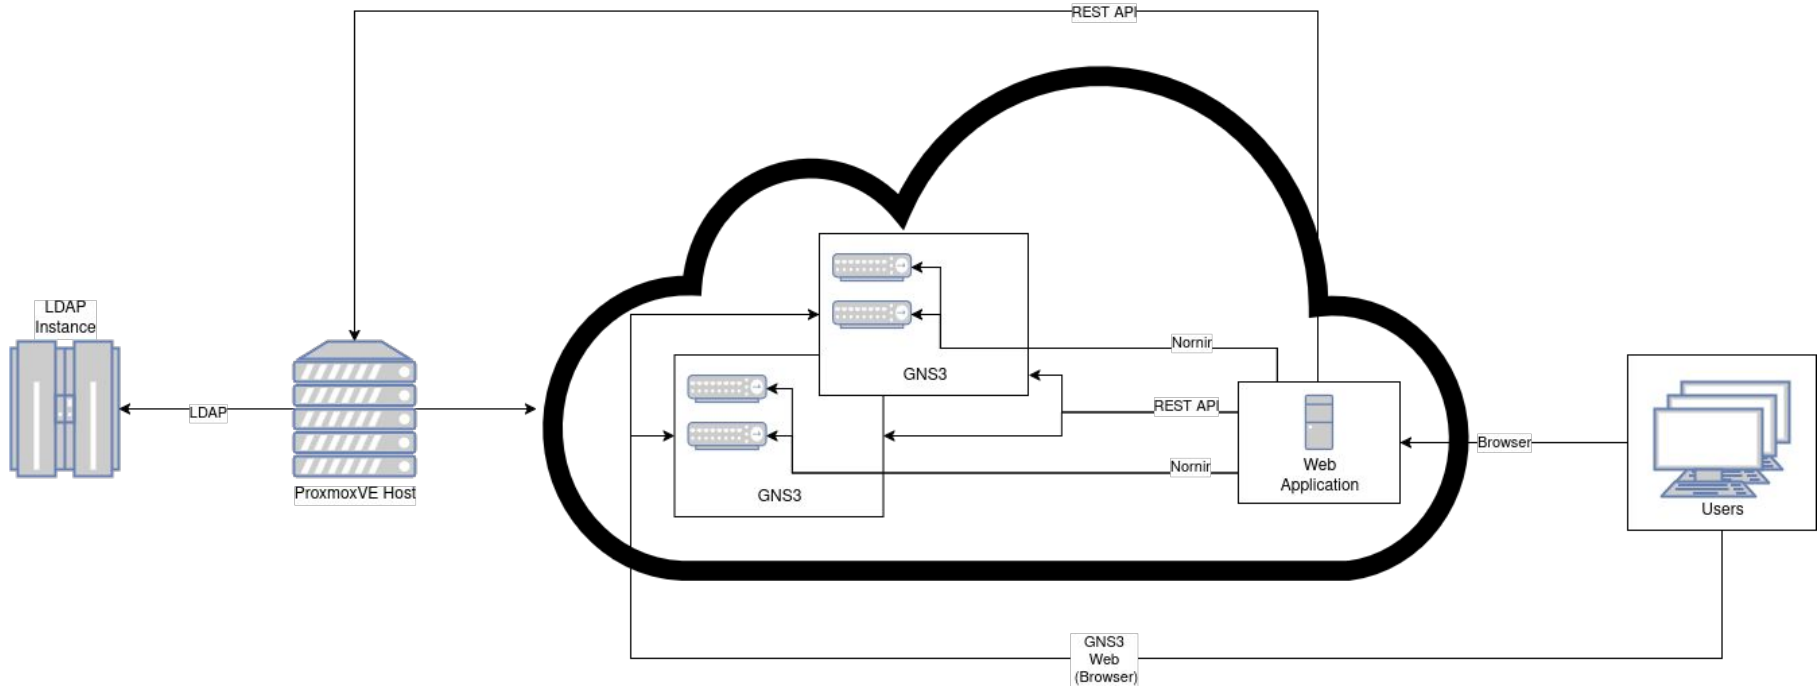 REST API
LDAP
Instance
LDAP
ProxmoxVE Host
GNS3
GNS3
Nornir
REST API
Nornir
Web
Application
Browser
Users
GNS3
Web
(Browser)